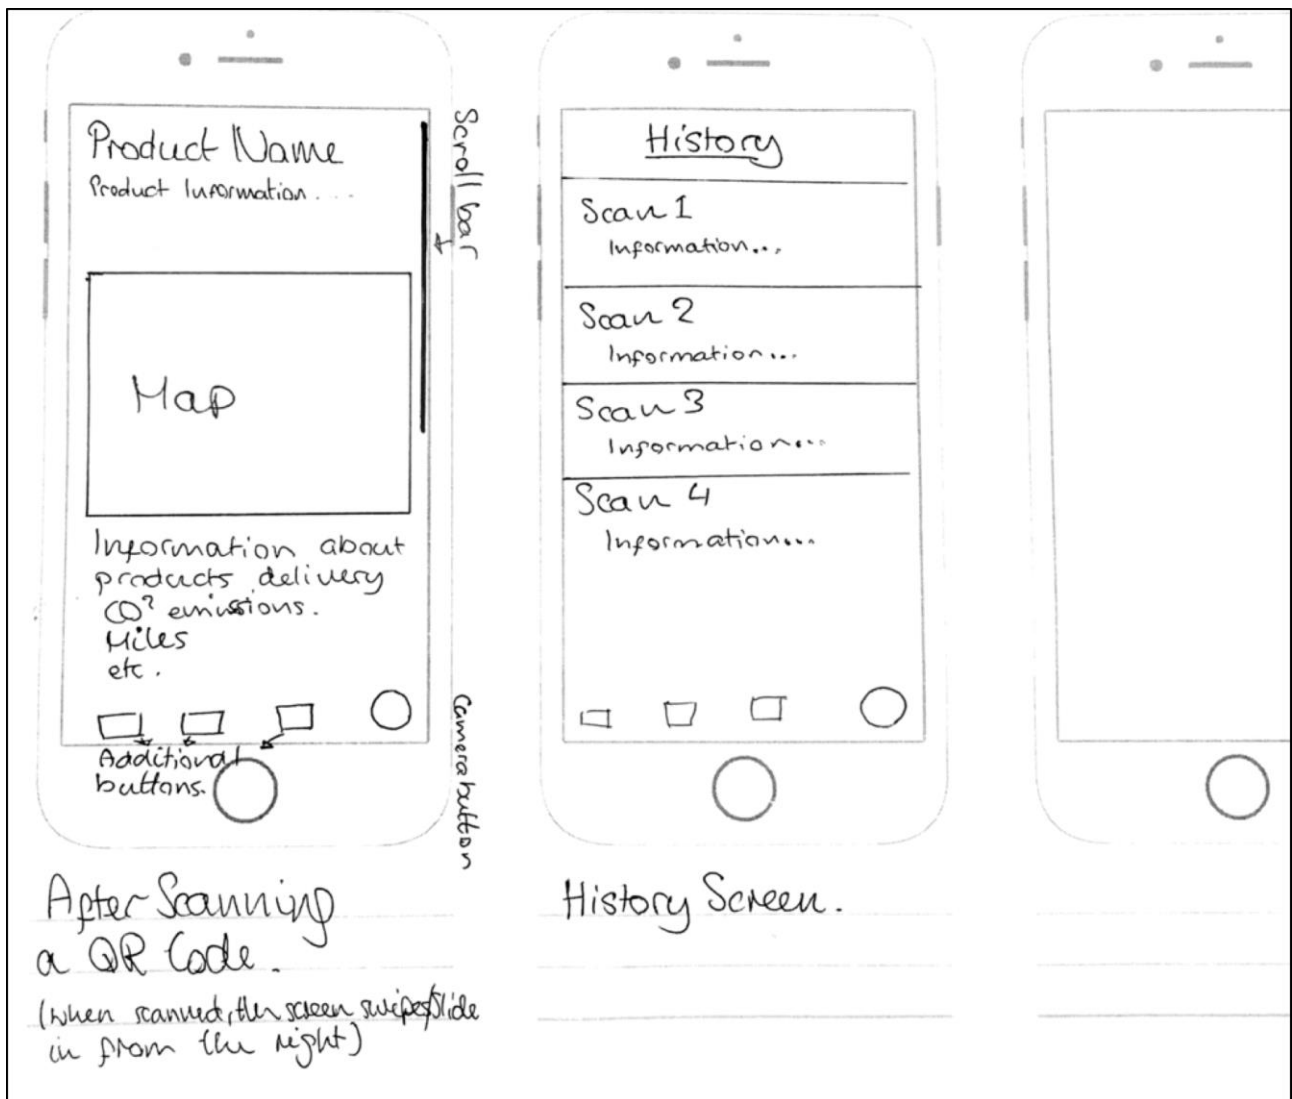 Product Name
Product Information ....
Scroll bar
Map
Information about
products delivery
CO² emissions.
Miles
etc.
Additional
buttons.
Camera button
After Scanning
a QR Code.
(when scanned, the screen swipes/slide
in from the right)
History
Scan 1
Information...
Scan 2
Information...
Scan 3
Information...
Scan 4
Information...
History Screen.